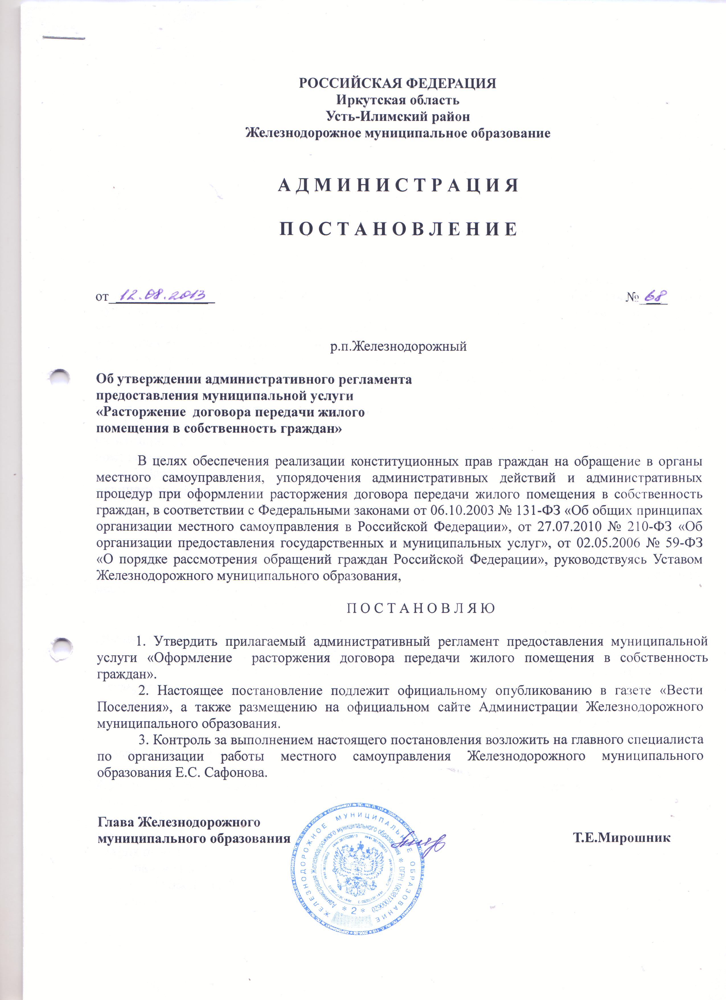 РОССИЙСКАЯ ФЕДЕРАЦИЯ
Иркутская область
Усть-Илимский район
Железнодорожное муниципальное образование
А Д М И Н И С Т Р А Ц И Я
П О С Т А Н О В Л Е Н И Е
от 12.08.2013 № 68
р.п.Железнодорожный
Об утверждении административного регламента
предоставления муниципальной услуги
«Расторжение договора передачи жилого
помещения в собственность граждан»
В целях обеспечения реализации конституционных прав граждан на обращение в органы
местного самоуправления, упорядочения административных действий и административных
процедур при оформлении расторжения договора передачи жилого помещения в собственность
граждан, в соответствии с Федеральными законами от 06.10.2003 № 131-ФЗ «Об общих принципах
организации местного самоуправления в Российской Федерации», от 27.07.2010 № 210-ФЗ «Об
организации предоставления государственных и муниципальных услуг», от 02.05.2006 № 59-ФЗ
«О порядке рассмотрения обращений граждан Российской Федерации», руководствуясь Уставом
Железнодорожного муниципального образования,
П О С Т А Н О В Л Я Ю
1. Утвердить прилагаемый административный регламент предоставления муниципальной
услуги «Оформление расторжения договора передачи жилого помещения в собственность
граждан».
2. Настоящее постановление подлежит официальному опубликованию в газете «Вести
Поселения», а также размещению на официальном сайте Администрации Железнодорожного
муниципального образования.
3. Контроль за выполнением настоящего постановления возложить на главного специалиста
по организации работы местного самоуправления Железнодорожного муниципального
образования Е.С. Сафонова.
Глава Железнодорожного
муниципального образования Т.Е.Мирошник
ЖЕЛЕЗНОДОРОЖНОЕ МУНИЦИПАЛЬНОЕ ОБРАЗОВАНИЕ
Администрация Железнодорожного муниципального образования * ОГРН 1063817000620
* 2 *
ИНН 3817028513